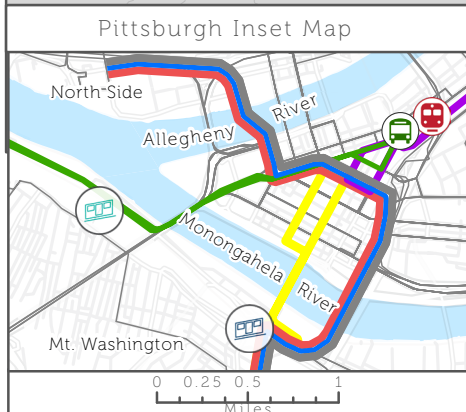 Pittsburgh Inset Map
North Side
River
Allegheny
Monongahela
River
Mt. Washington
0 0.25 0.5 1
Miles